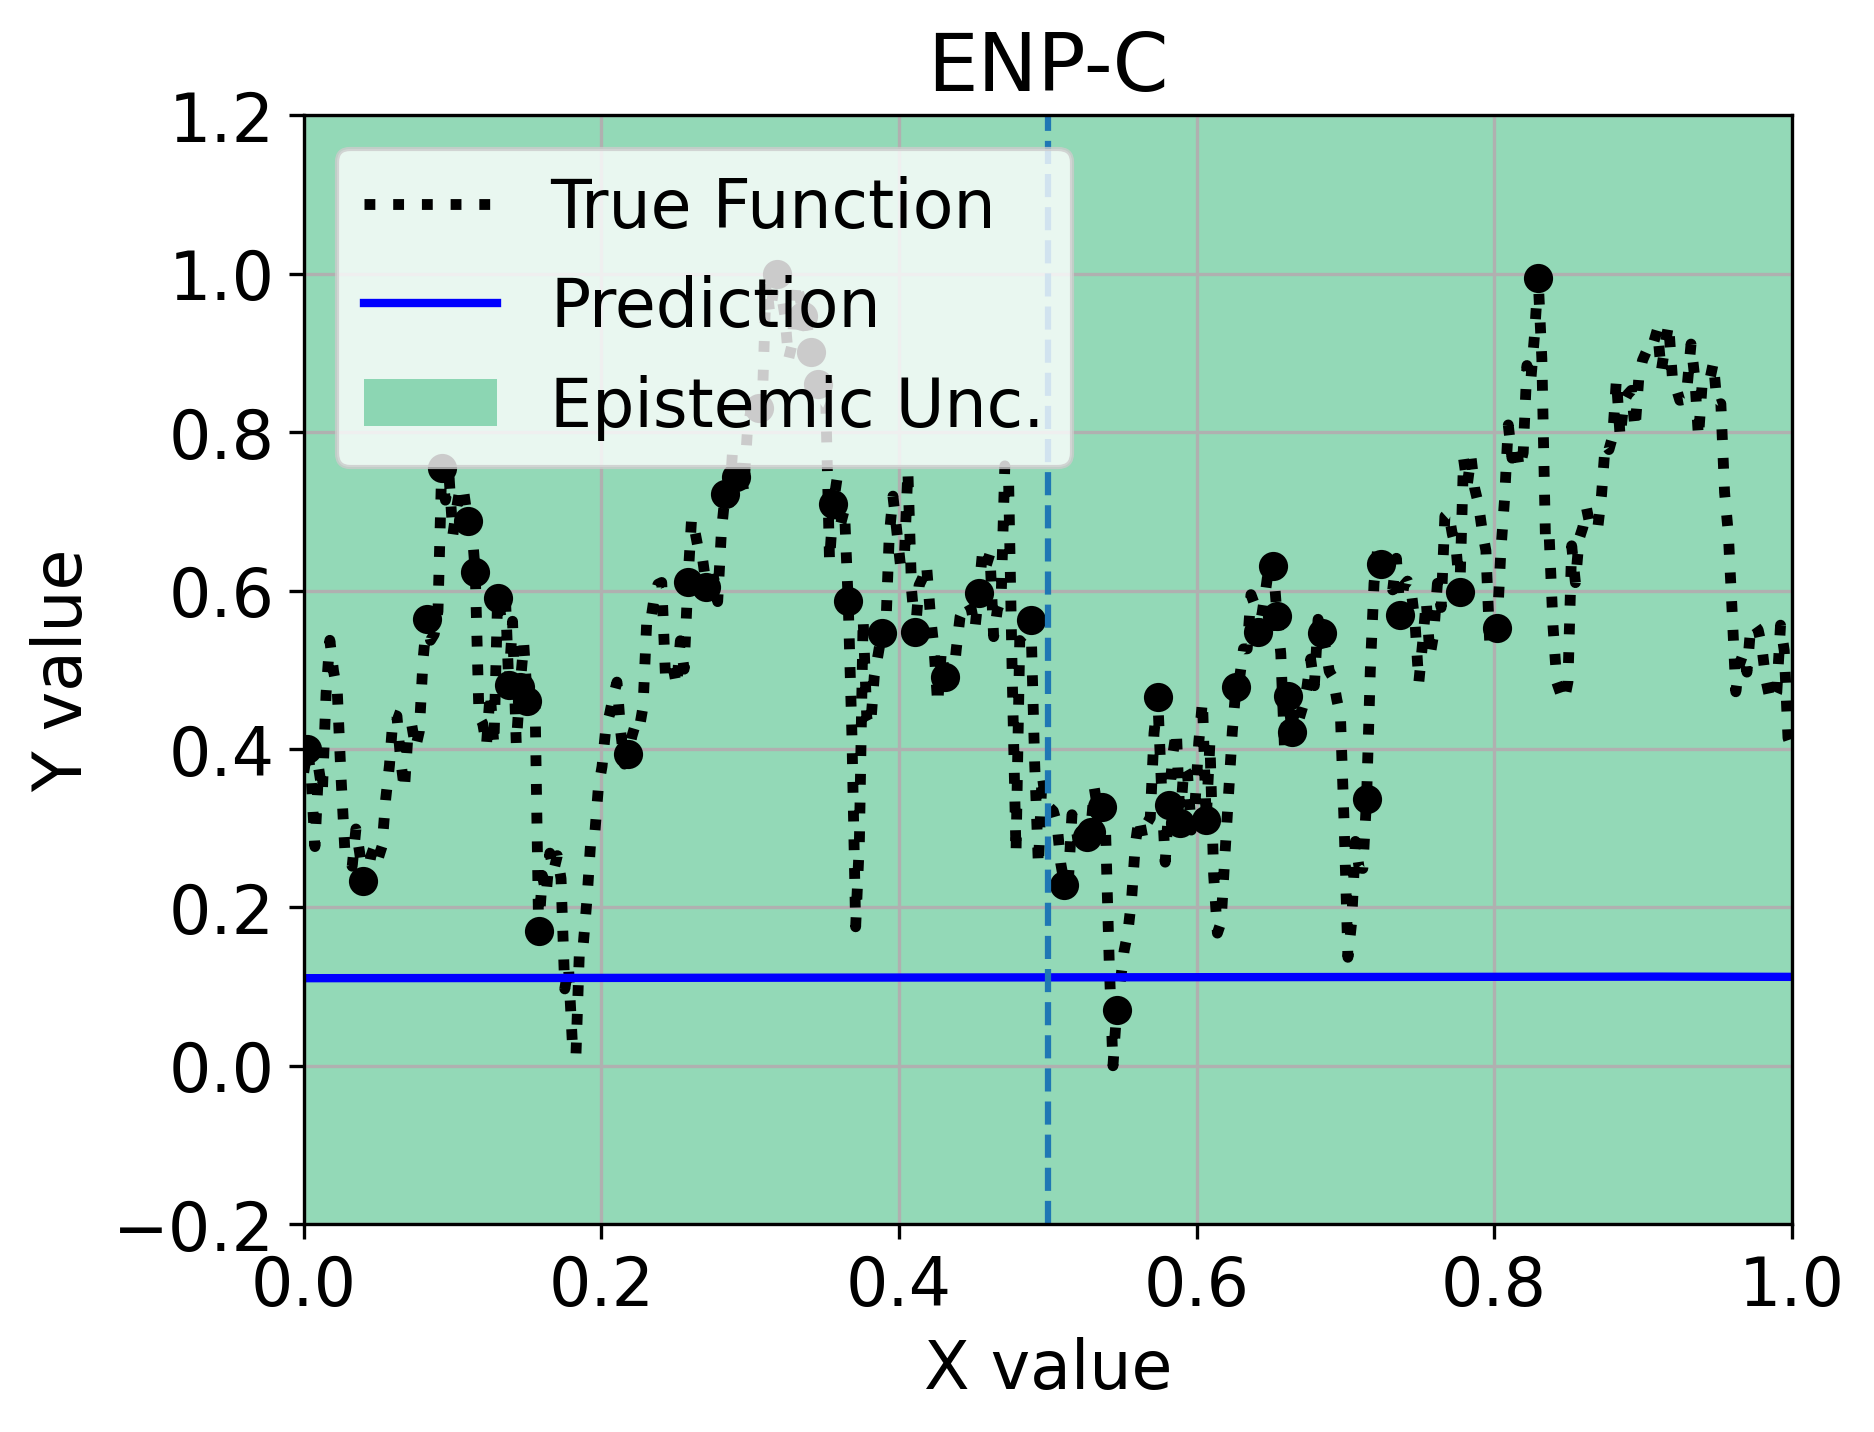 ENP-C
1.2
1.0
0.8
0.6
0.4
0.2
0.0
−0.2
Y value
True Function
Prediction
Epistemic Unc.
0.0 0.2 0.4 0.6 0.8 1.0
X value